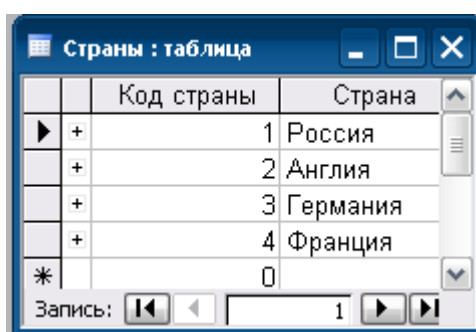 Страны : таблица
Код страны Страна
1 Россия
2 Англия
3 Германия
4 Франция
0
Запись: 1